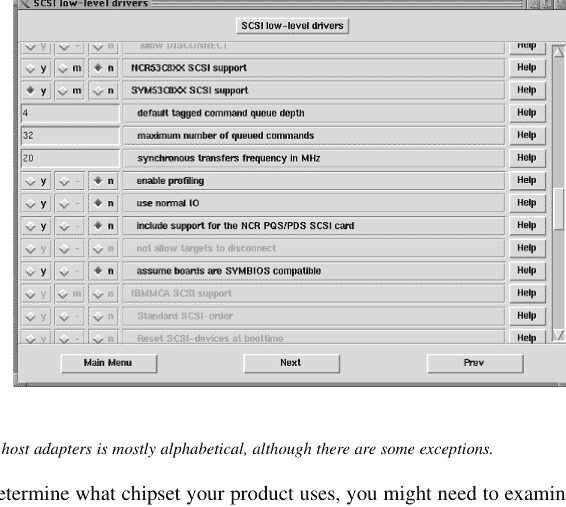 SCSI low-level drivers
SCSI low-level drivers
y - n allow DISCONNECT Help
y m n NCR53C8XX SCSI support Help
y m n SYM53C8XX SCSI support Help
4 default tagged command queue depth Help
32 maximum number of queued commands Help
20 synchronous transfers frequency in MHz Help
y - n enable profiling Help
y - n use normal IO Help
y - n include support for the NCR PQS/PDS SCSI card Help
y - n not allow targets to disconnect Help
y - n assume boards are SYMBIOS compatible Help
y m n IBMMCA SCSI support Help
y - n Standard SCSI-order Help
y - n Reset SCSI-devices at boottime Help
Main Menu Next Prev
host adapters is mostly alphabetical, although there are some exceptions.
etermine what chipset your product uses, you might need to examin